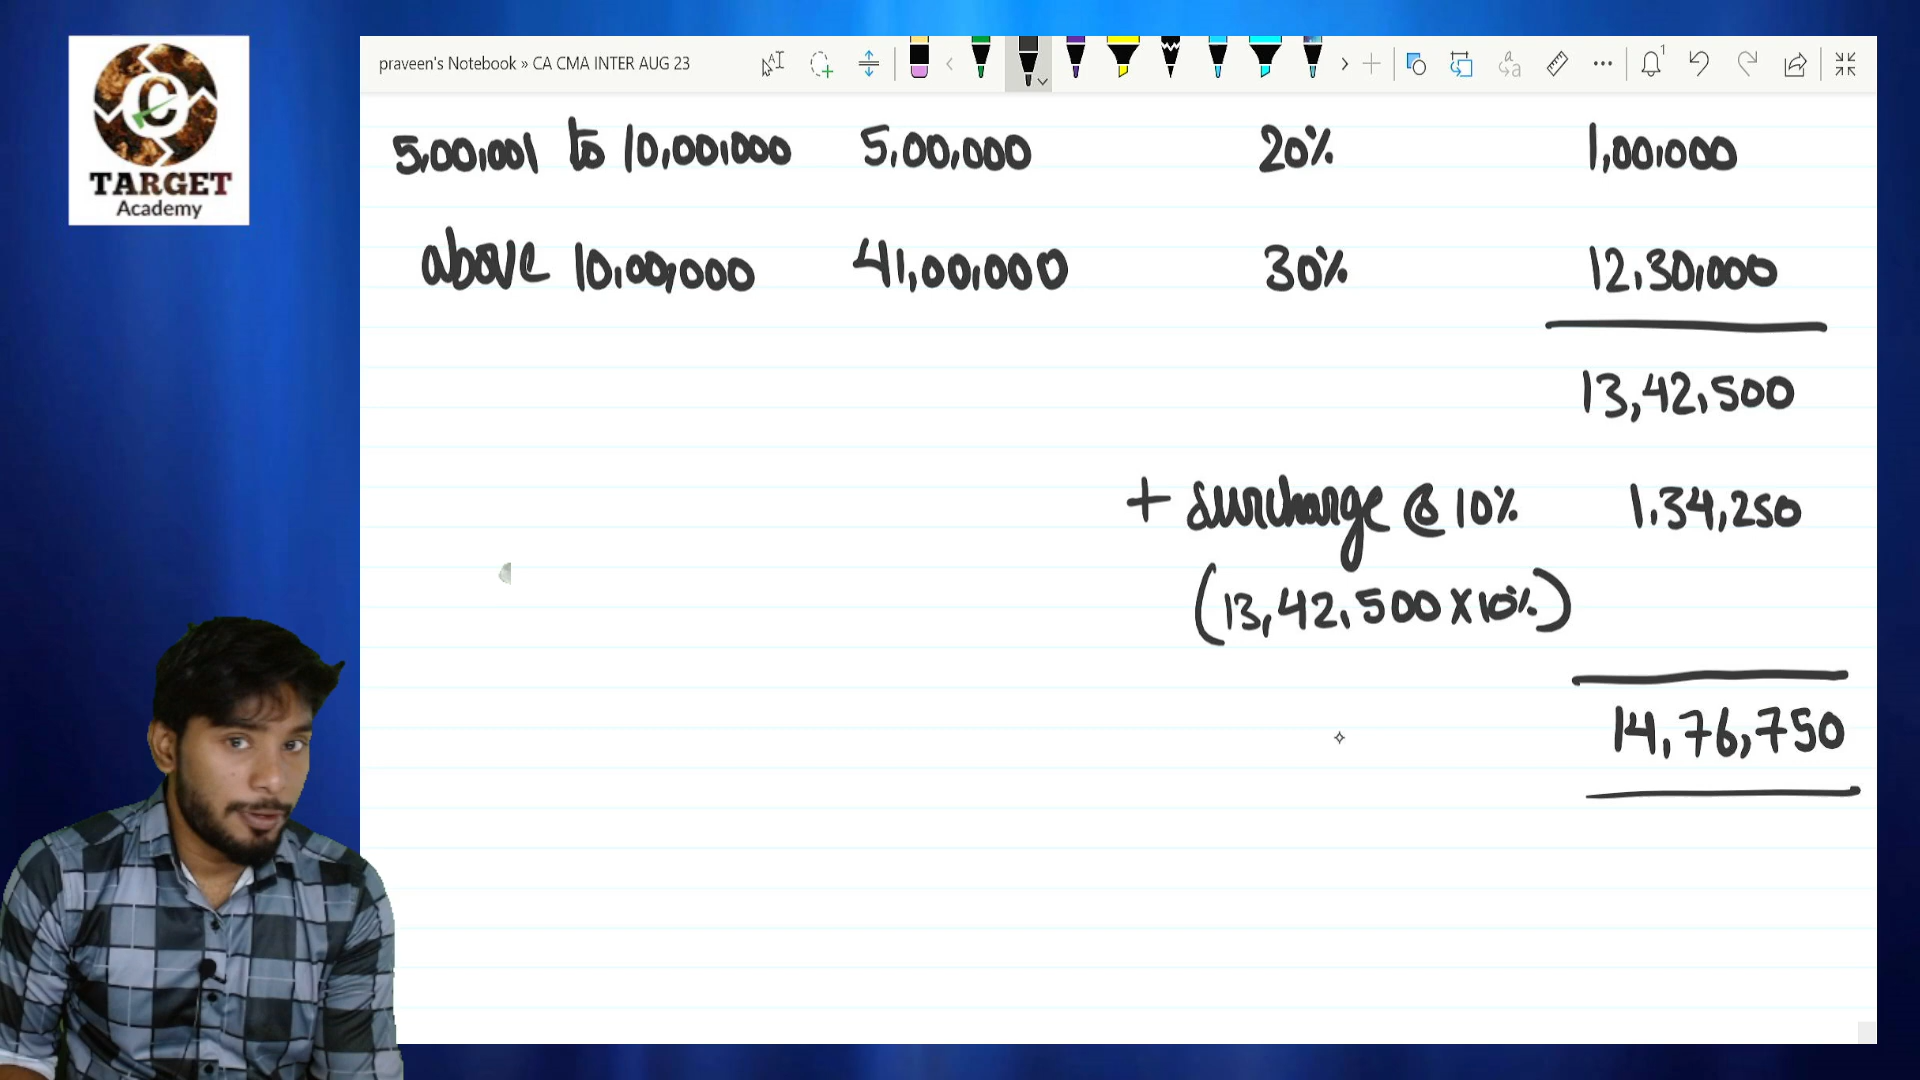 C
TARGET
Academy
praveen's Notebook » CA CMA INTER AUG 23
5,00,001 to 10,00,000 5,00,000 20% 1,00,000
above 10,00,000 41,00,000 30% 12,30,000
13,42,500
+ surcharge @ 10% 1,34,250
(13,42,500 X 10%)
14,76,750